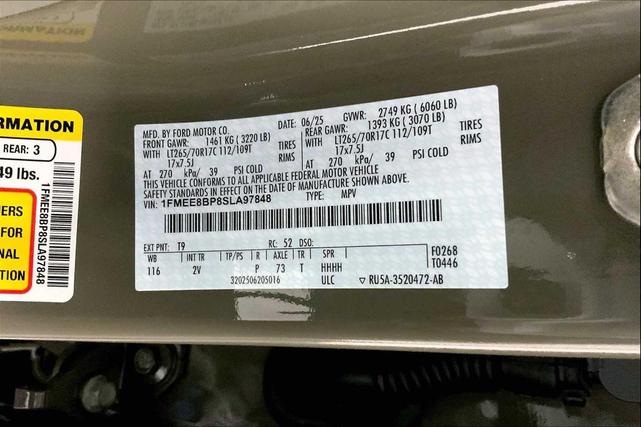 RMATION
REAR: 3
49 lbs.
UERS
FOR
NAL
TION
1FMEE8BP8SLA97848
MFD. BY FORD MOTOR CO.
DATE: 06/25 GVWR: 2749 KG (6060 LB)
FRONT GAWR: 1461 KG (3220 LB) REAR GAWR: 1393 KG (3070 LB)
WITH LT265/70R17C 112/109T TIRES WITH LT265/70R17C 112/109T TIRES
17x7.5J RIMS 17x7.5J RIMS
AT 270 kPa/ 39 PSI COLD AT 270 kPa/ 39 PSI COLD
THIS VEHICLE CONFORMS TO ALL APPLICABLE FEDERAL MOTOR VEHICLE
SAFETY STANDARDS IN EFFECT ON THE DATE OF MANUFACTURE SHOWN ABOVE.
VIN: 1FMEE8BP8SLA97848 TYPE: MPV
EXT PNT: T9 RC: 52 DSO:
WB INT TR TP/PS R AXLE TR SPR F0268
116 2V P 73 T HHHH T0446
3202506205016 ULC ▽ RU5A-3520472-AB